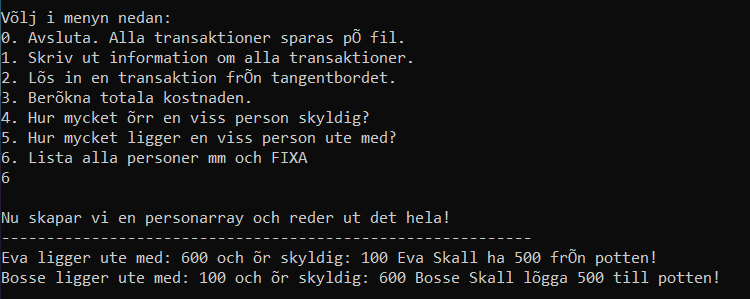 Võlj i menyn nedan:
0. Avsluta. Alla transaktioner sparas pÕ fil.
1. Skriv ut information om alla transaktioner.
2. Lõs in en transaktion frÕn tangentbordet.
3. Berõkna totala kostnaden.
4. Hur mycket õrr en viss person skyldig?
5. Hur mycket ligger en viss person ute med?
6. Lista alla personer mm och FIXA
6
Nu skapar vi en personarray och reder ut det hela!
-----------------------------------------------------------
Eva ligger ute med: 600 och õr skyldig: 100 Eva Skall ha 500 frÕn potten!
Bosse ligger ute med: 100 och õr skyldig: 600 Bosse Skall lõgga 500 till potten!